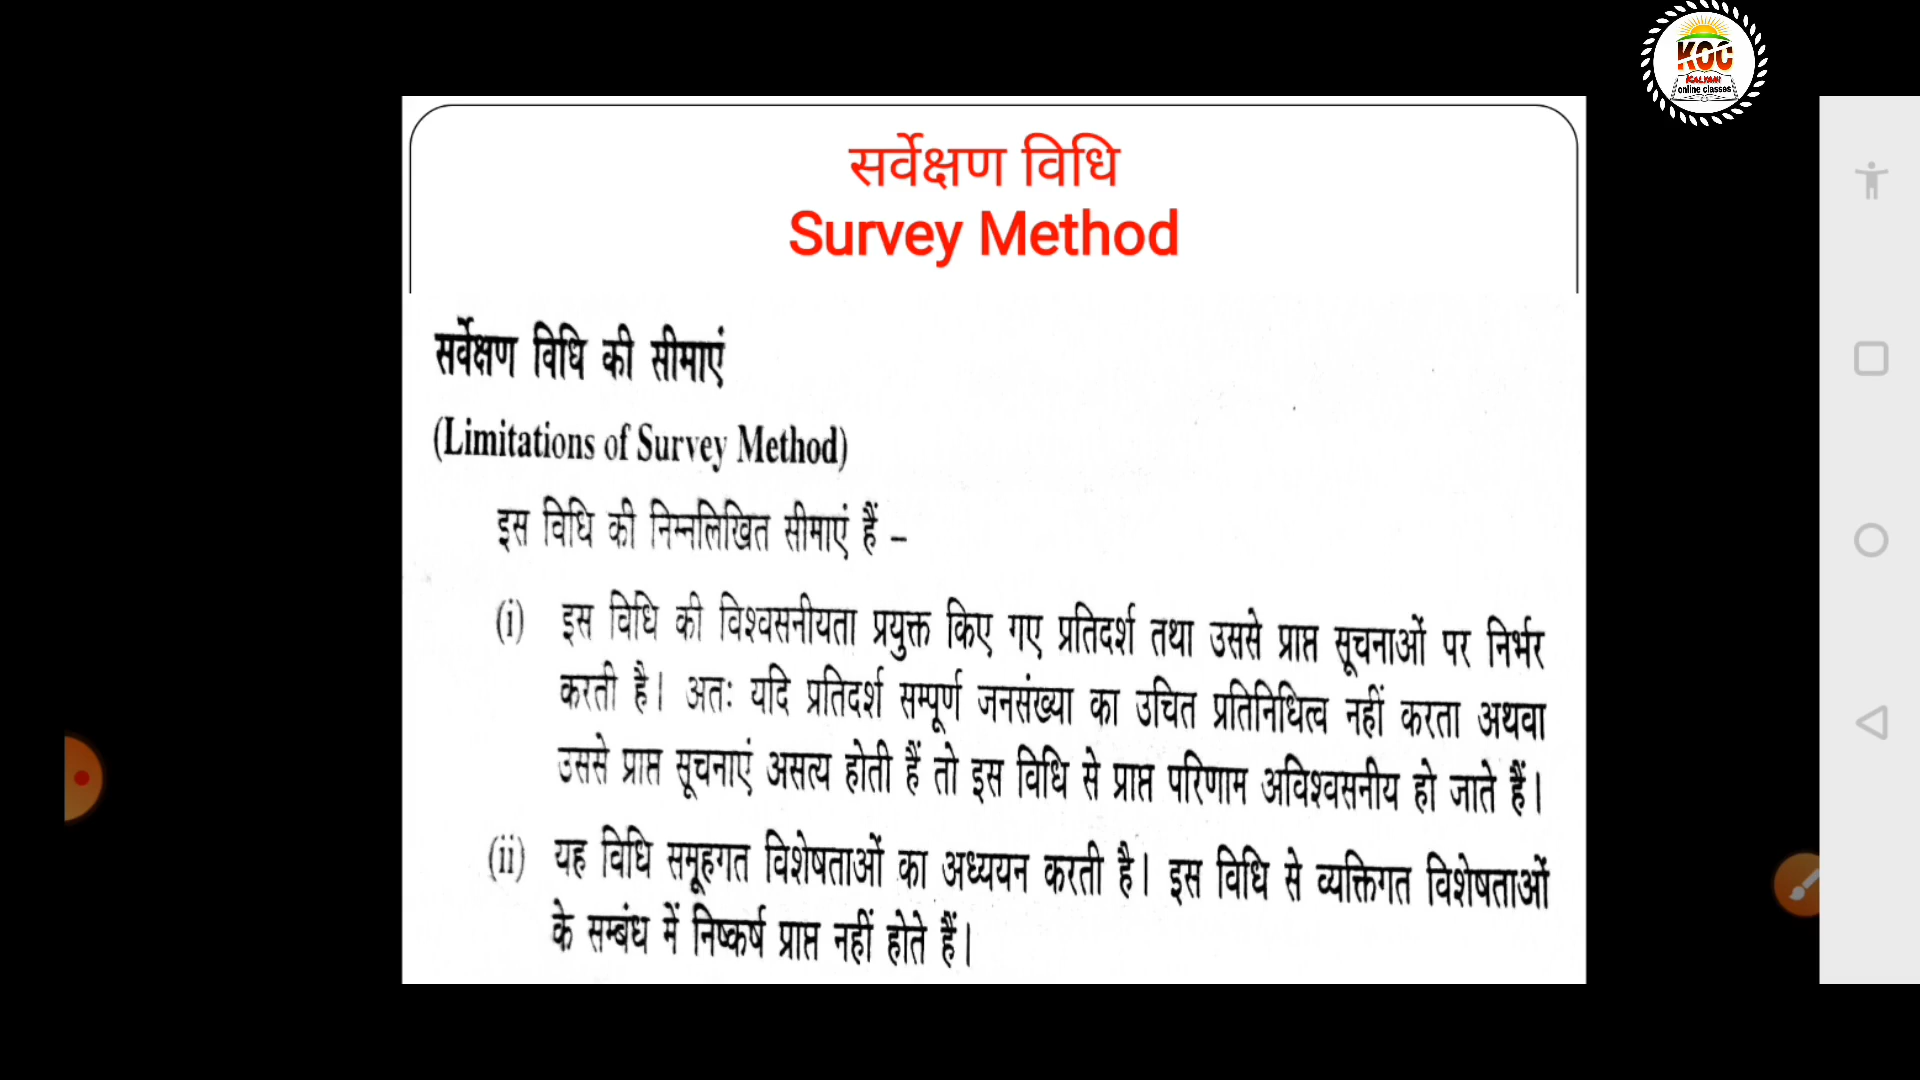 KOC
KALYANI
online classes
सर्वेक्षण विधि
Survey Method
सर्वेक्षण विधि की सीमाएं
(Limitations of Survey Method)
इस विधि की निम्नलिखित सीमाएं हैं –
(i) इस विधि की विश्वसनीयता प्रयुक्त किए गए प्रतिदर्श तथा उससे प्राप्त सूचनाओं पर निर्भर
करती है। अतः यदि प्रतिदर्श सम्पूर्ण जनसंख्या का उचित प्रतिनिधित्व नहीं करता अथवा
उससे प्राप्त सूचनाएं असत्य होती हैं तो इस विधि से प्राप्त परिणाम अविश्वसनीय हो जाते हैं।
(ii) यह विधि समूहगत विशेषताओं का अध्ययन करती है। इस विधि से व्यक्तिगत विशेषताओं
के सम्बंध में निष्कर्ष प्राप्त नहीं होते हैं।